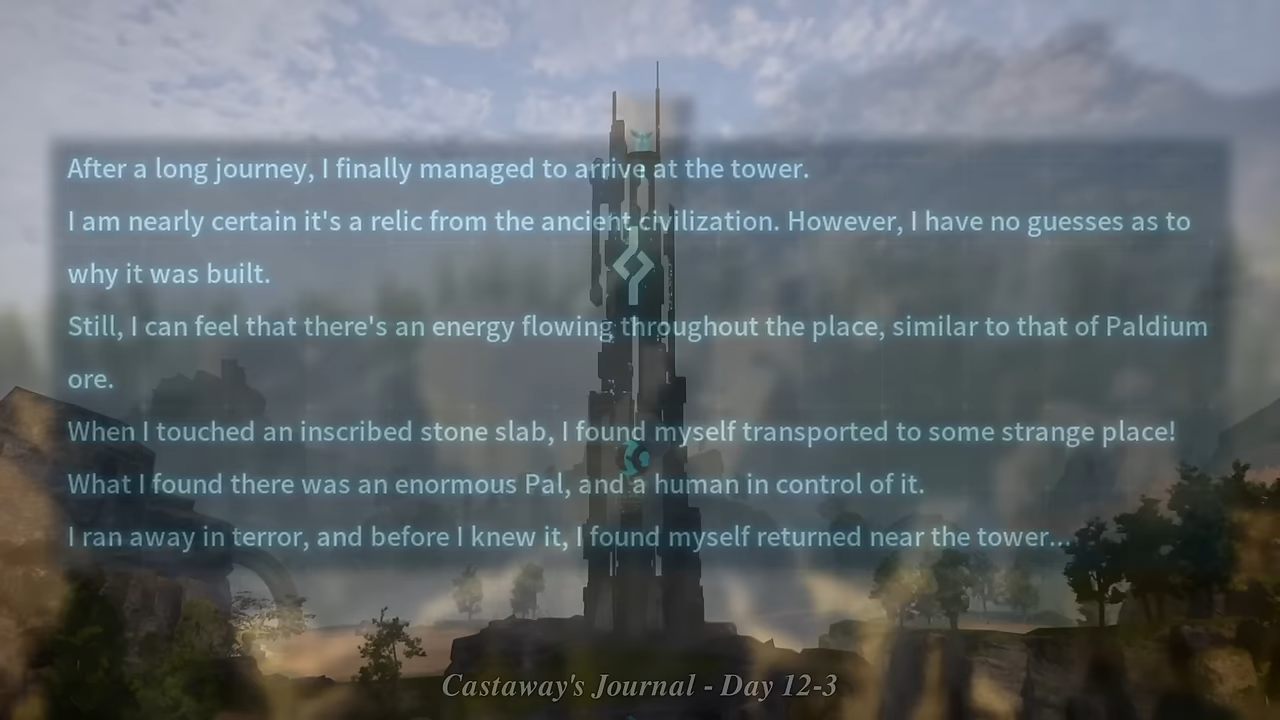 After a long journey, I finally managed to arrive at the tower.
I am nearly certain it's a relic from the ancient civilization. However, I have no guesses as to
why it was built.
Still, I can feel that there's an energy flowing throughout the place, similar to that of Paldium
ore.
When I touched an inscribed stone slab, I found myself transported to some strange place!
What I found there was an enormous Pal, and a human in control of it.
I ran away in terror, and before I knew it, I found myself returned near the tower...
Castaway's Journal - Day 12-3